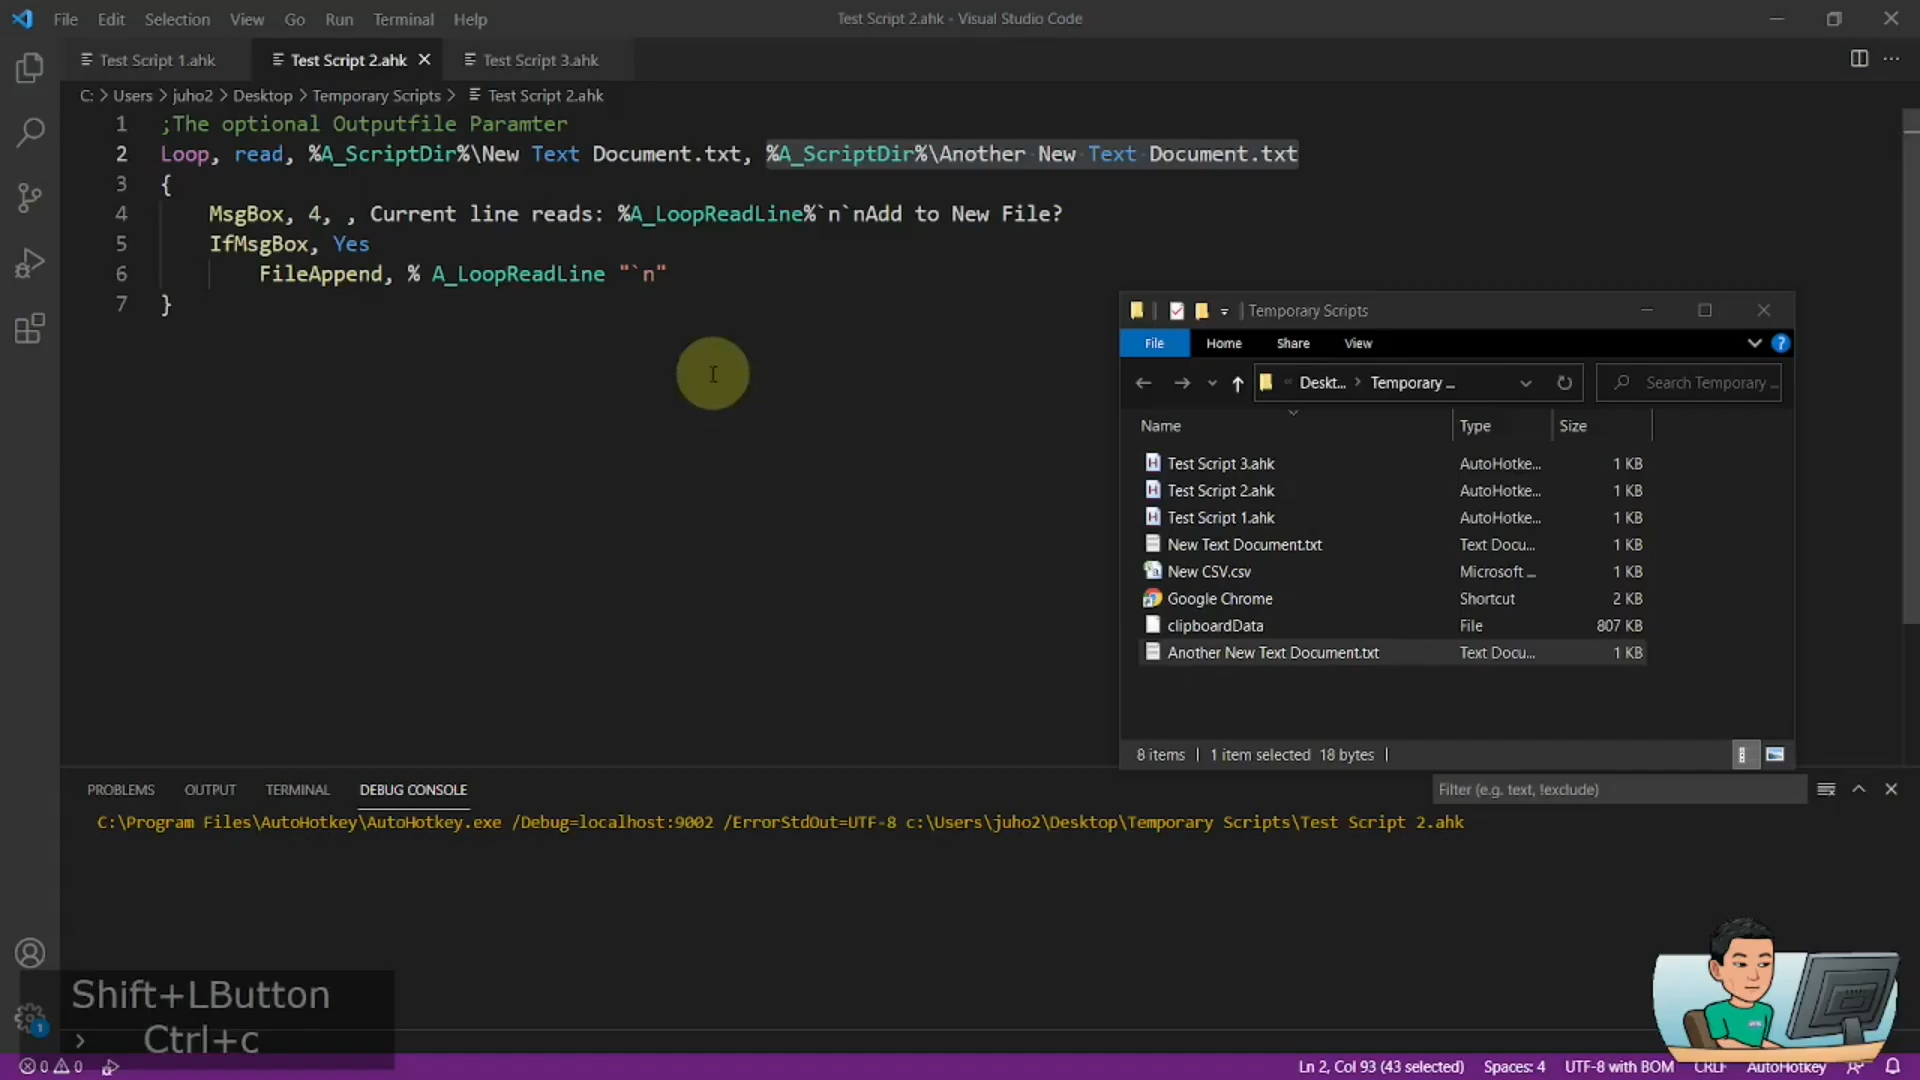 File Edit Selection View Go Run Terminal Help
Test Script 2.ahk - Visual Studio Code
Test Script 1.ahk
Test Script 2.ahk
Test Script 3.ahk
C: > Users > juho2 > Desktop > Temporary Scripts > Test Script 2.ahk
1 ;The optional Outputfile Paramter
2 Loop, read, %A_ScriptDir%\New Text Document.txt, %A_ScriptDir%\Another New Text Document.txt
3 {
4 MsgBox, 4, , Current line reads: %A_LoopReadLine%`n`nAdd to New File?
5 IfMsgBox, Yes
6 FileAppend, % A_LoopReadLine "`n"
7 }
Temporary Scripts
File Home Share View
« Deskt... > Temporary ...
Search Temporary ...
Name Type Size
Test Script 3.ahk AutoHotke... 1 KB
Test Script 2.ahk AutoHotke... 1 KB
Test Script 1.ahk AutoHotke... 1 KB
New Text Document.txt Text Docu... 1 KB
New CSV.csv Microsoft ... 1 KB
Google Chrome Shortcut 2 KB
clipboardData File 807 KB
Another New Text Document.txt Text Docu... 1 KB
8 items | 1 item selected 18 bytes |
PROBLEMS OUTPUT TERMINAL DEBUG CONSOLE
Filter (e.g. text, !exclude)
C:\Program Files\AutoHotkey\AutoHotkey.exe /Debug=localhost:9002 /ErrorStdOut=UTF-8 c:\Users\juho2\Desktop\Temporary Scripts\Test Script 2.ahk
Shift+LButton
Ctrl+c
1
0 0
Ln 2, Col 93 (43 selected) Spaces: 4 UTF-8 with BOM CRLF AutoHotkey